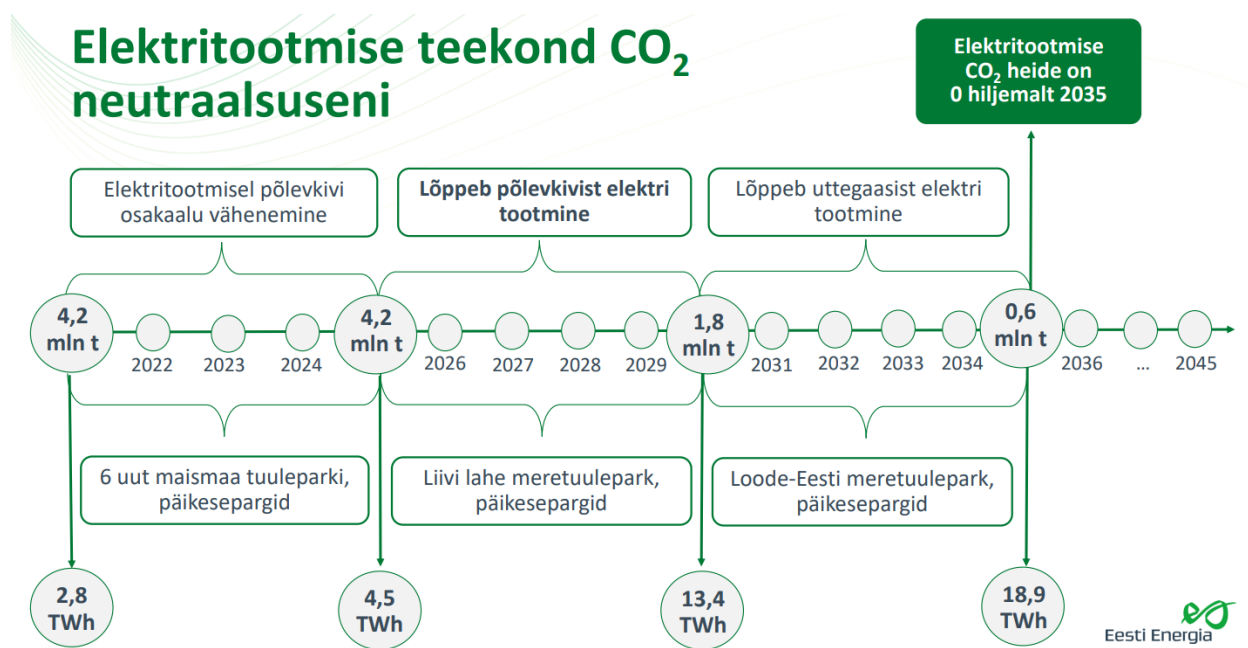 Elektritootmise teekond CO₂
neutraalsuseni
Elektritootmise
CO₂ heide on
0 hiljemalt 2035
Elektritootmisel põlevkivi
osakaalu vähenemine
Lõppeb põlevkivist elektri
tootmine
Lõppeb uttegaasist elektri
tootmine
4,2
mln t
2022
2023
2024
4,2
mln t
2026
2027
2028
2029
1,8
mln t
2031
2032
2033
2034
0,6
mln t
2036
...
2045
6 uut maismaa tuuleparki,
päikesepargid
Liivi lahe meretuulepark,
päikesepargid
Loode-Eesti meretuulepark,
päikesepargid
2,8
TWh
4,5
TWh
13,4
TWh
18,9
TWh
Eesti Energia